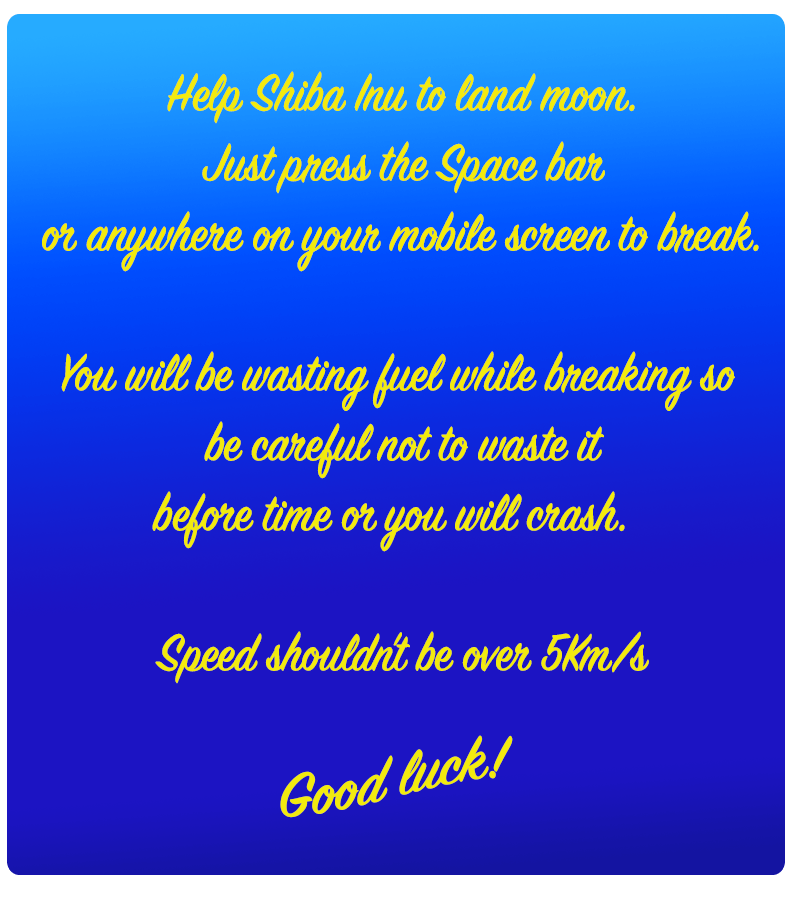 Help Shiba Inu to land moon.
Just press the Space bar
or anywhere on your mobile screen to break.
You will be wasting fuel while breaking so
be careful not to waste it
before time or you will crash.
Speed shouldn't be over 5Km/s
Good luck!